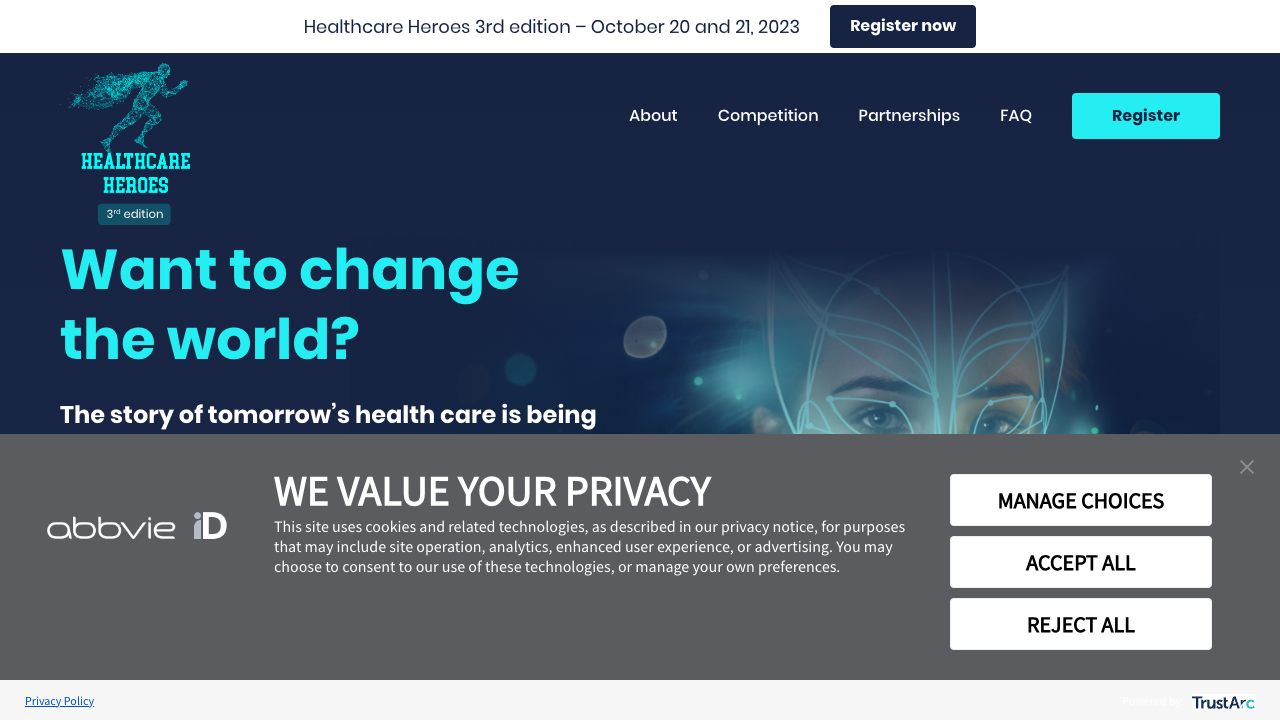 Healthcare Heroes 3rd edition – October 20 and 21, 2023
Register now
HEALTHCARE
HEROES
3rd edition
About
Competition
Partnerships
FAQ
Register
Want to change
the world?
The story of tomorrow's health care is being
abbvie iD
WE VALUE YOUR PRIVACY
This site uses cookies and related technologies, as described in our privacy notice, for purposes
that may include site operation, analytics, enhanced user experience, or advertising. You may
choose to consent to our use of these technologies, or manage your own preferences.
MANAGE CHOICES
ACCEPT ALL
REJECT ALL
Privacy Policy
TrustArc